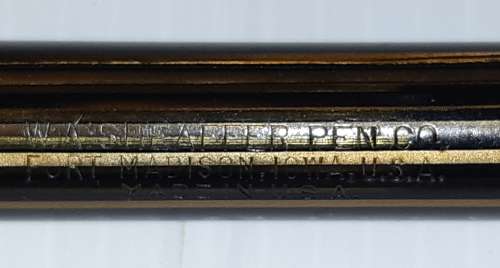 W.A. SHEAFFER PEN CO.
FORT MADISON, IOWA, U.S.A.
MADE IN U.S.A.